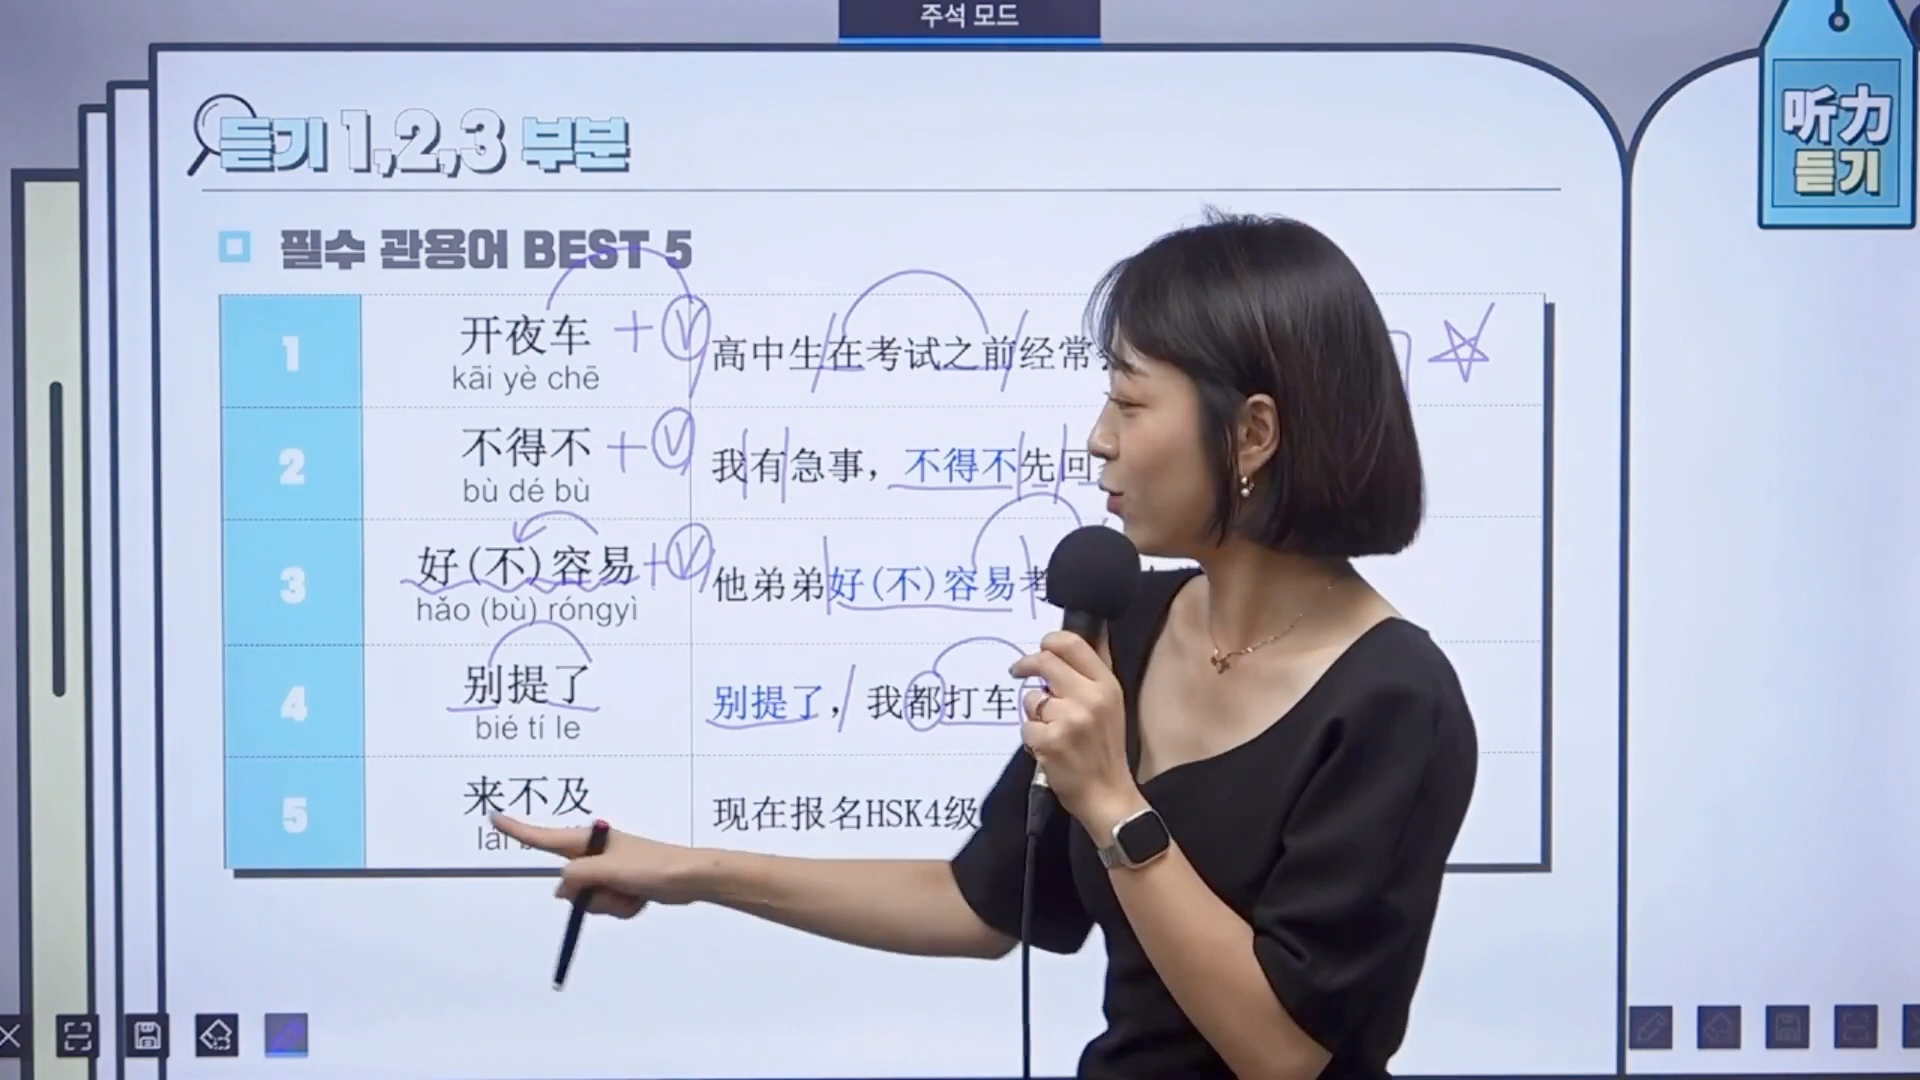 주석 모드
听力
듣기
듣기 1,2,3 부분
필수 관용어 BEST 5
1
开夜车 + V
kāi yè chē
高中生在考试之前经常
2
不得不 + V
bù dé bù
我有急事，不得不先回
3
好(不)容易 + V
hǎo (bù) róngyì
他弟弟好(不)容易考
4
别提了
bié tí le
别提了，我都打车
5
来不及
lái
现在报名HSK4级